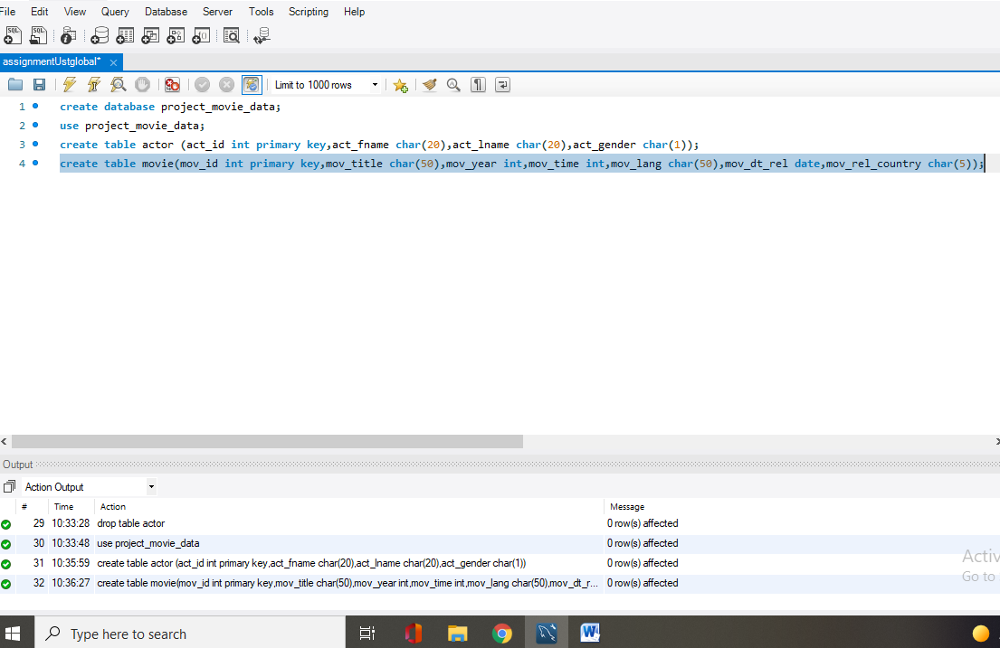 File Edit View Query Database Server Tools Scripting Help
assignmentUstglobal*
Limit to 1000 rows
1 create database project_movie_data;
2 use project_movie_data;
3 create table actor (act_id int primary key,act_fname char(20),act_lname char(20),act_gender char(1));
4 create table movie(mov_id int primary key,mov_title char(50),mov_year int,mov_time int,mov_lang char(50),mov_dt_rel date,mov_rel_country char(5));
Output
Action Output
# Time Action Message
29 10:33:28 drop table actor 0 row(s) affected
30 10:33:48 use project_movie_data 0 row(s) affected
31 10:35:59 create table actor (act_id int primary key,act_fname char(20),act_lname char(20),act_gender char(1)) 0 row(s) affected
32 10:36:27 create table movie(mov_id int primary key,mov_title char(50),mov_year int,mov_time int,mov_lang char(50),mov_dt_r... 0 row(s) affected
Activ
Go to
Type here to search